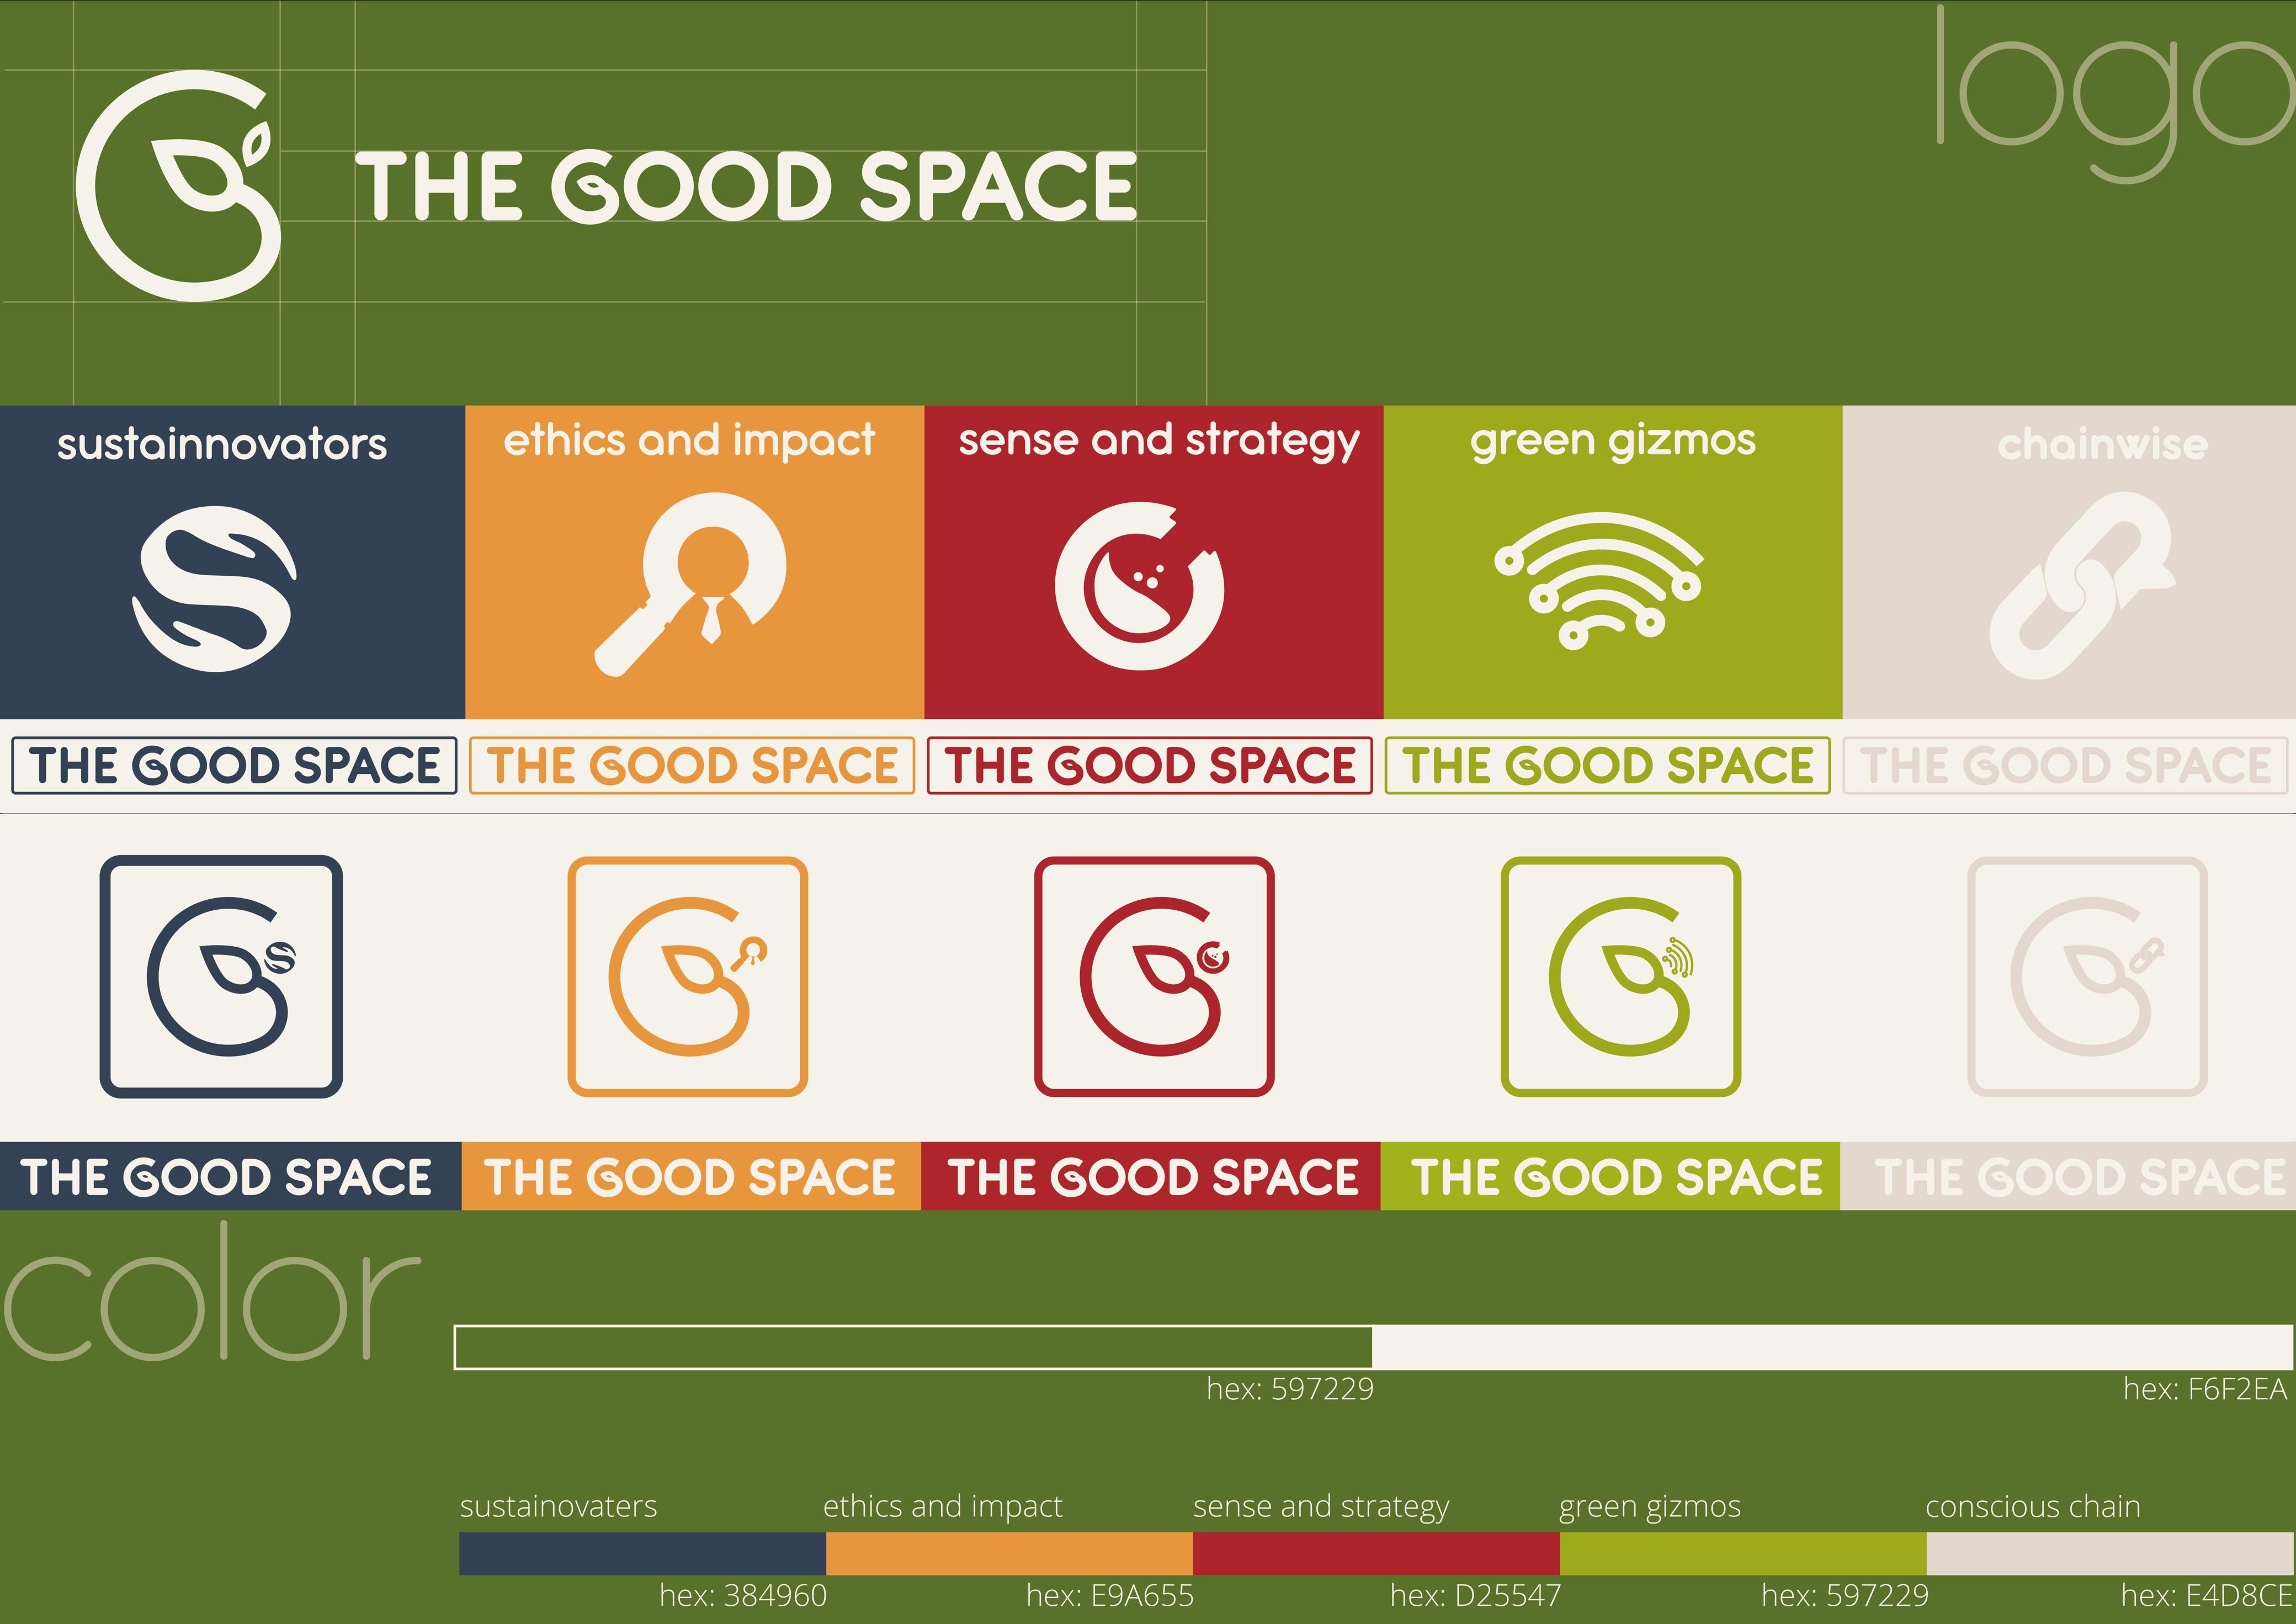 logo
THE GOOD SPACE
sustainnovators
ethics and impact
sense and strategy
green gizmos
chainwise
THE GOOD SPACE
THE GOOD SPACE
THE GOOD SPACE
THE GOOD SPACE
THE GOOD SPACE
THE GOOD SPACE
THE GOOD SPACE
THE GOOD SPACE
THE GOOD SPACE
THE GOOD SPACE
color
hex: 597229
hex: F6F2EA
sustainovaters
ethics and impact
sense and strategy
green gizmos
conscious chain
hex: 384960
hex: E9A655
hex: D25547
hex: 597229
hex: E4D8CE